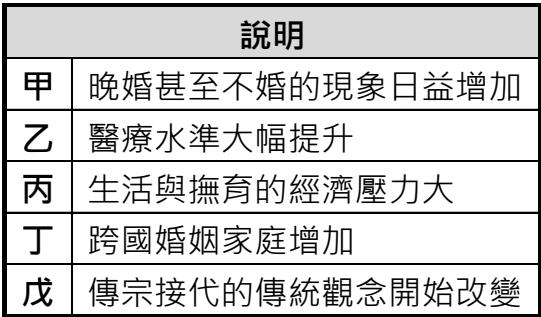 說明
甲 晚婚甚至不婚的現象日益增加
乙 醫療水準大幅提升
丙 生活與撫育的經濟壓力大
丁 跨國婚姻家庭增加
戊 傳宗接代的傳統觀念開始改變